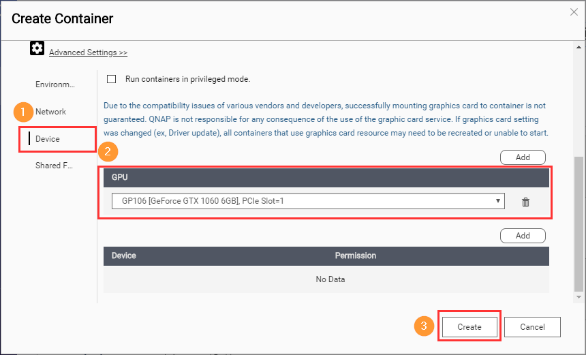 Create Container
Advanced Settings >>
Environm...
Run containers in privileged mode.
1
Network
Due to the compatibility issues of various vendors and developers, successfully mounting graphics card to container is not
guaranteed. QNAP is not responsible for any consequence of the use of the graphic card service. If graphics card setting
was changed (ex, Driver update), all containers that use graphics card resource may need to be recreated or unable to start.
Device
2
Add
Shared F...
GPU
GP106 [GeForce GTX 1060 6GB], PCIe Slot=1
Add
Device Permission
No Data
3
Create
Cancel